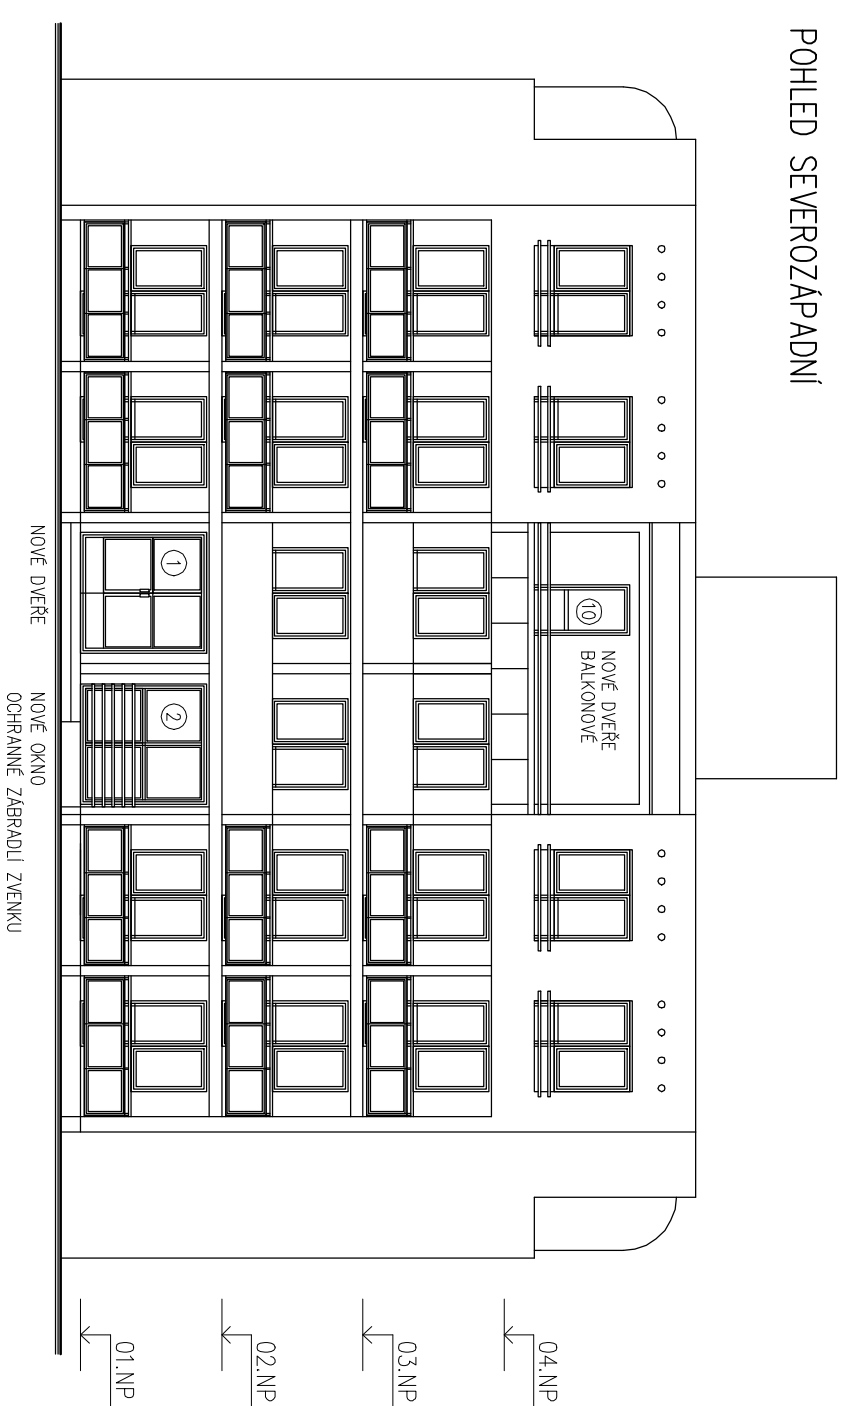 POHLED SEVEROZÁPADNÍ
10
NOVÉ DVEŘE
BALKONOVÉ
1
2
NOVÉ DVEŘE
NOVÉ OKNO
OCHRANNÉ ZÁBRADLÍ ZVENKU
04.NP
03.NP
02.NP
01.NP